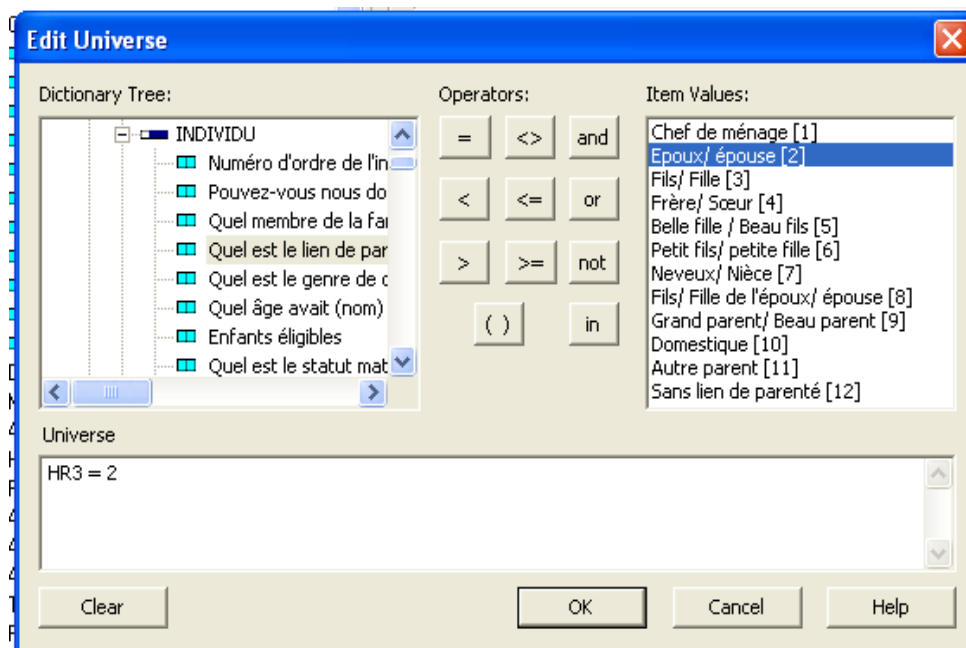 Edit Universe
Dictionary Tree:
INDIVIDU
Numéro d'ordre de l'in
Pouvez-vous nous do
Quel membre de la fai
Quel est le lien de par
Quel est le genre de c
Quel âge avait (nom)
Enfants éligibles
Quel est le statut mat
Operators:
= <> and
< <= or
> >= not
( ) in
Item Values:
Chef de ménage [1]
Epoux/ épouse [2]
Fils/ Fille [3]
Frère/ Sœur [4]
Belle fille / Beau fils [5]
Petit fils/ petite fille [6]
Neveux/ Nièce [7]
Fils/ Fille de l'époux/ épouse [8]
Grand parent/ Beau parent [9]
Domestique [10]
Autre parent [11]
Sans lien de parenté [12]
Universe
HR3 = 2
Clear OK Cancel Help